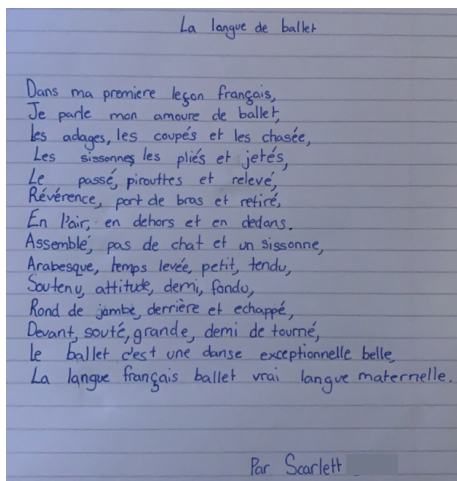 La langue de ballet
Dans ma premiere leçon français,
Je parle mon amoure de ballet,
Les adages, les coupés et les chasée,
Les sissonnes les pliés et jetés,
Le passé, pirouttes et relevé,
Révérence, port de bras et retiré,
En l'air, en dehors et en dedans.
Assemblé, pas de chat et un sissonne,
Arabesque, temps levée, petit, tendu,
Soutenu, attitude, demi, fondu,
Rond de jambe, derrière et echappé,
Devant, souté, grande, demi de tourné,
Le ballet c'est une danse exceptionnelle belle,
La langue français ballet vrai langue maternelle.
Par Scarlett